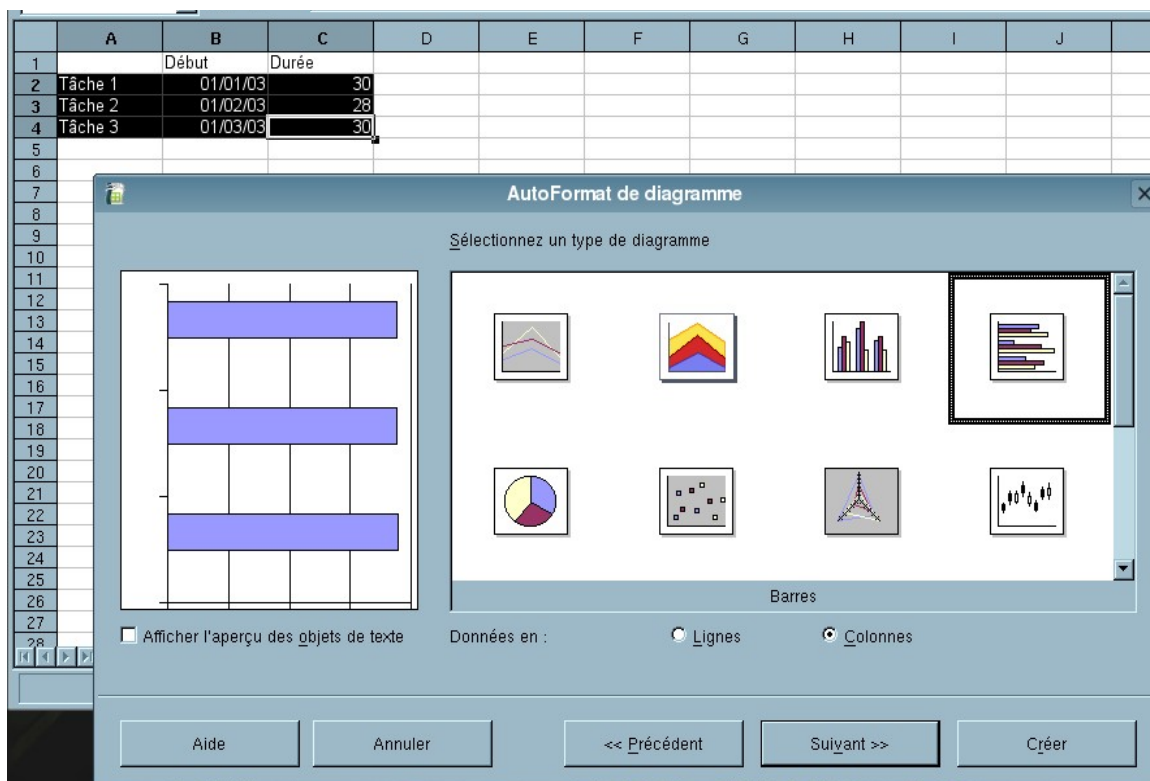 A B C D E F G H I J
1 Début Durée
2 Tâche 1 01/01/03 30
3 Tâche 2 01/02/03 28
4 Tâche 3 01/03/03 30
5
6
7
8
9
10
11
12
13
14
15
16
17
18
19
20
21
22
23
24
25
26
27
28
AutoFormat de diagramme
Sélectionnez un type de diagramme
Barres
Afficher l'aperçu des objets de texte
Données en : Lignes Colonnes
Aide Annuler << Précédent Suivant >> Créer